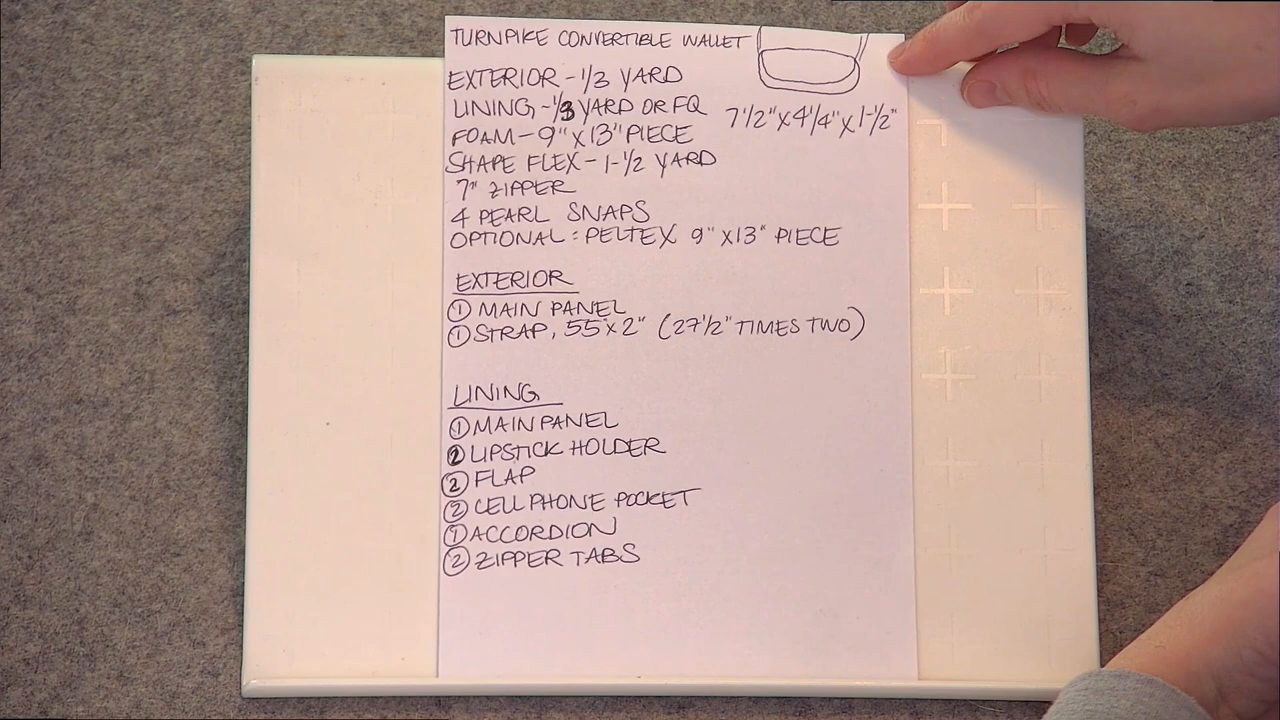 TURNPIKE CONVERTIBLE WALLET
EXTERIOR - 1/3 YARD
LINING, - 1/3 YARD OR FQ
7 1/2" X 4 1/4" X 1-1/2"
FOAM - 9" X 13" PIECE
SHAPE FLEX - 1-1/2 YARD
7" ZIPPER
4 PEARL SNAPS
OPTIONAL : PELTEX 9" X 13" PIECE
EXTERIOR
① MAIN PANEL
① STRAP, 55" X 2" (27 1/2" TIMES TWO)
LINING
① MAIN PANEL
② LIPSTICK HOLDER
② FLAP
② CELL PHONE POCKET
① ACCORDION
② ZIPPER TABS